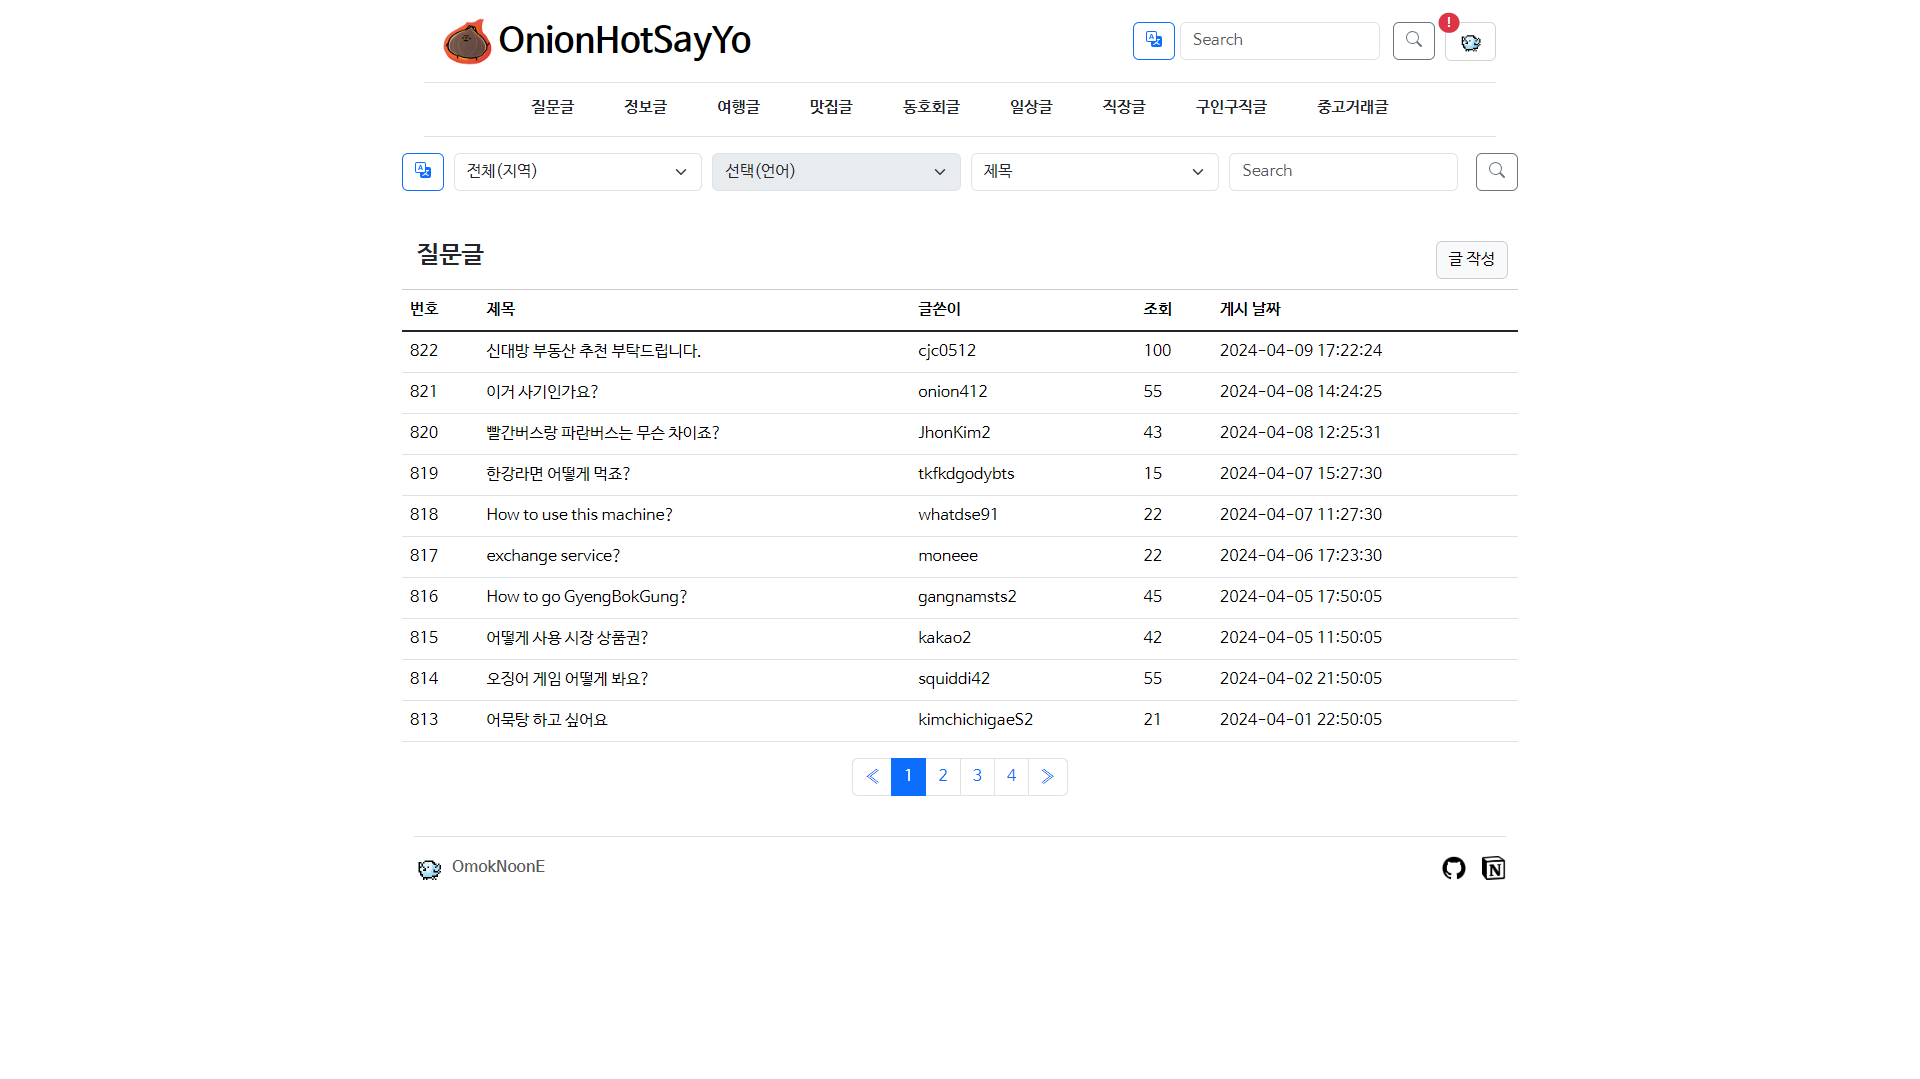 OnionHotSayYo
Search
!
질문글 정보글 여행글 맛집글 동호회글 일상글 직장글 구인구직글 중고거래글
전체(지역) 선택(언어) 제목 Search
질문글
글 작성
번호 제목 글쓴이 조회 게시 날짜
822 신대방 부동산 추천 부탁드립니다. cjc0512 100 2024-04-09 17:22:24
821 이거 사기인가요? onion412 55 2024-04-08 14:24:25
820 빨간버스랑 파란버스는 무슨 차이죠? JhonKim2 43 2024-04-08 12:25:31
819 한강라면 어떻게 먹죠? tkfkdgodybts 15 2024-04-07 15:27:30
818 How to use this machine? whatdse91 22 2024-04-07 11:27:30
817 exchange service? moneee 22 2024-04-06 17:23:30
816 How to go GyengBokGung? gangnamsts2 45 2024-04-05 17:50:05
815 어떻게 사용 시장 상품권? kakao2 42 2024-04-05 11:50:05
814 오징어 게임 어떻게 봐요? squiddi42 55 2024-04-02 21:50:05
813 어묵탕 하고 싶어요 kimchichigaeS2 21 2024-04-01 22:50:05
《 1 2 3 4 》
OmokNoonE